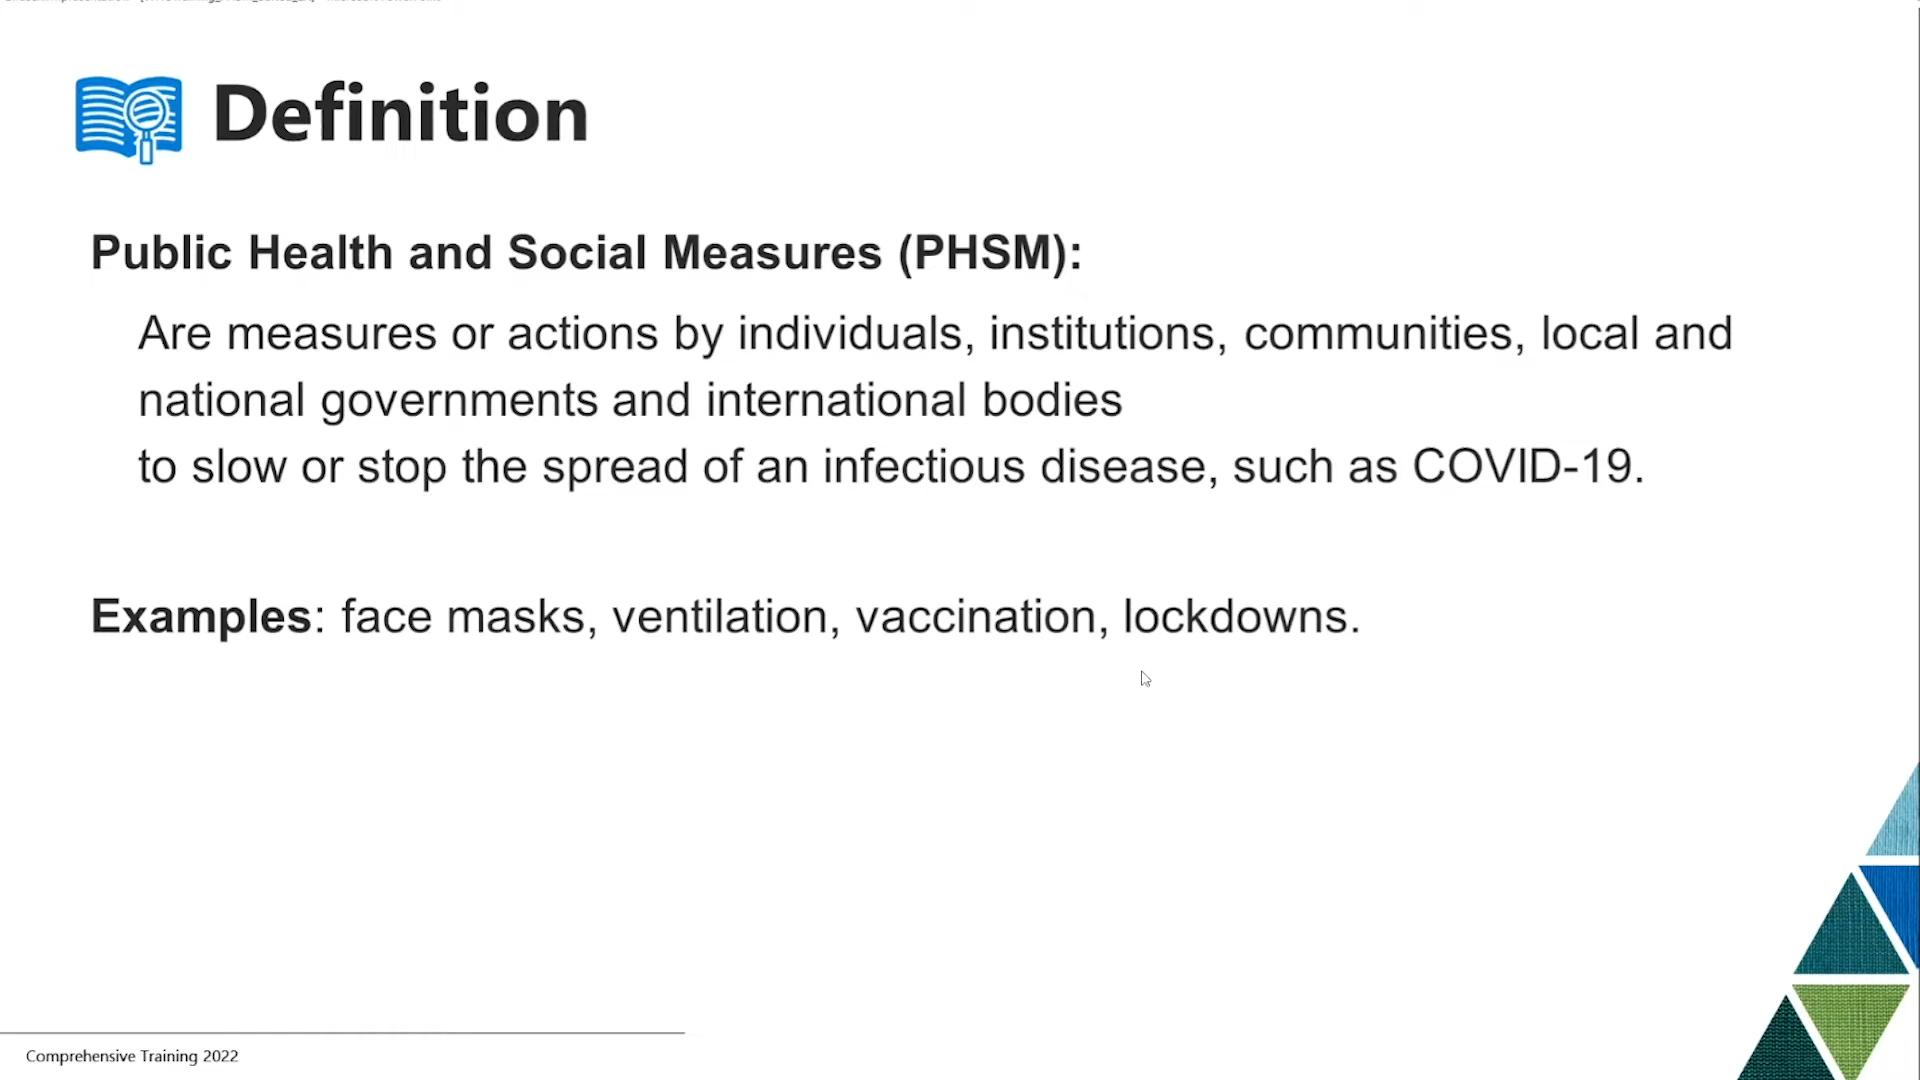 Definition
Public Health and Social Measures (PHSM):
Are measures or actions by individuals, institutions, communities, local and
national governments and international bodies
to slow or stop the spread of an infectious disease, such as COVID-19.
Examples: face masks, ventilation, vaccination, lockdowns.
Comprehensive Training 2022